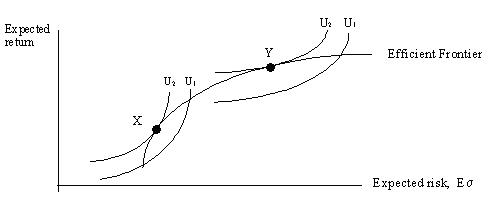 Expected
return
U₂ U₁
Y
Efficient Frontier
U₂ U₁
X
Expected risk, Eσ